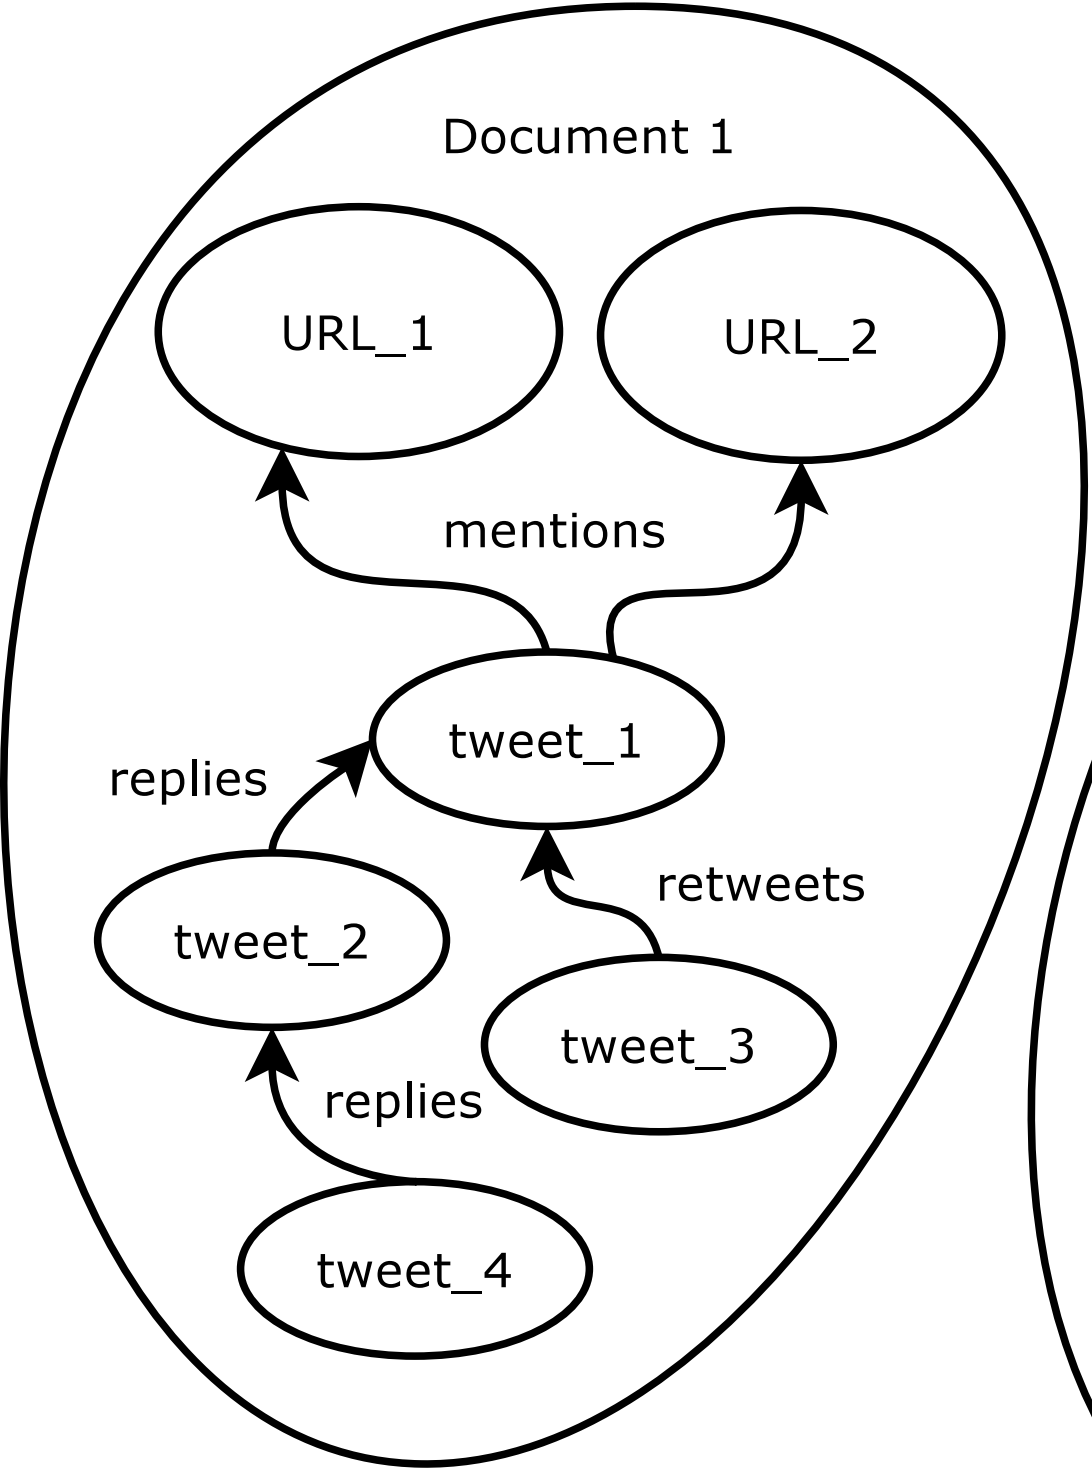 Document 1
URL_1
URL_2
mentions
tweet_1
replies
retweets
tweet_2
tweet_3
replies
tweet_4